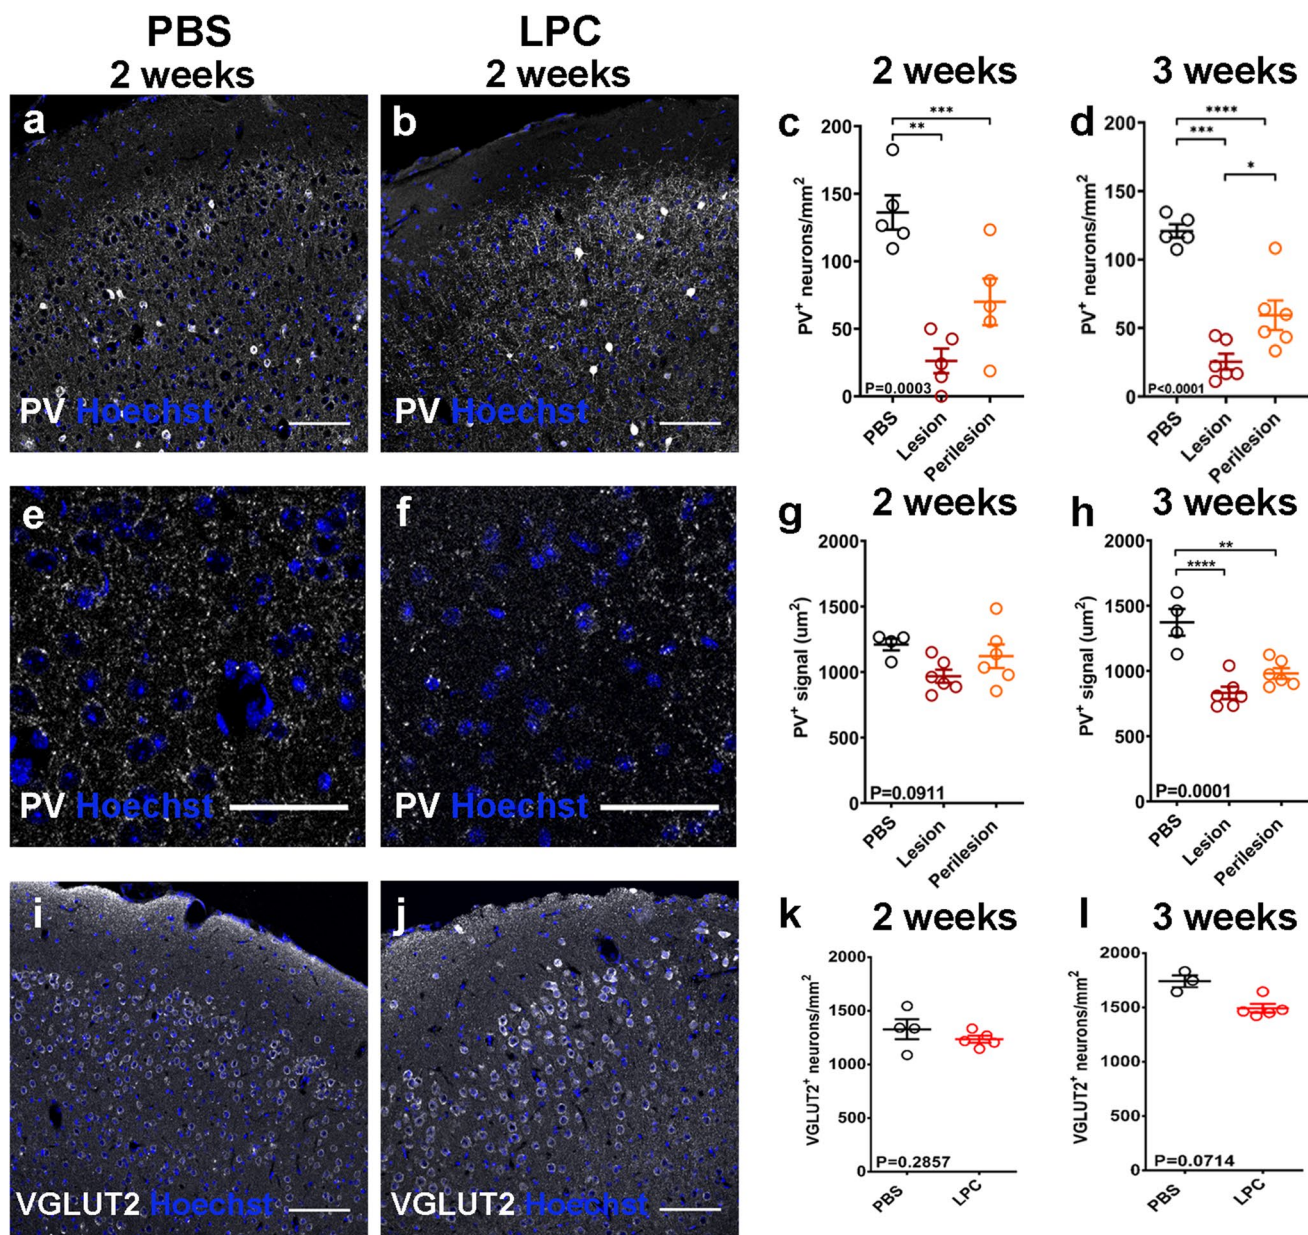 PBS
2 weeks
LPC
2 weeks
a
PV Hoechst
b
PV Hoechst
c
2 weeks
PV+ neurons/mm2
200
150
100
50
0
***
**
P=0.0003
PBS
Lesion
Perilesion
d
3 weeks
PV+ neurons/mm2
200
150
100
50
0
****
***
*
P<0.0001
PBS
Lesion
Perilesion
e
PV Hoechst
f
PV Hoechst
g
2 weeks
PV+ signal (um2)
2000
1500
1000
500
0
P=0.0911
PBS
Lesion
Perilesion
h
3 weeks
PV+ signal (um2)
2000
1500
1000
500
0
**
****
P=0.0001
PBS
Lesion
Perilesion
i
VGLUT2 Hoechst
j
VGLUT2 Hoechst
k
2 weeks
VGLUT2+ neurons/mm2
2000
1500
1000
500
0
P=0.2857
PBS
LPC
l
3 weeks
VGLUT2+ neurons/mm2
2000
1500
1000
500
0
P=0.0714
PBS
LPC